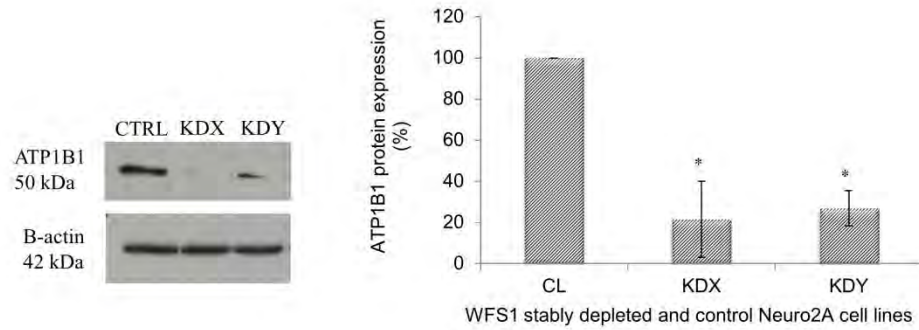 CTRL KDX KDY
ATP1B1
50 kDa
B-actin
42 kDa
ATP1B1 protein expression
(%)
120
100
80
60
40
20
0
*
*
CL KDX KDY
WFS1 stably depleted and control Neuro2A cell lines